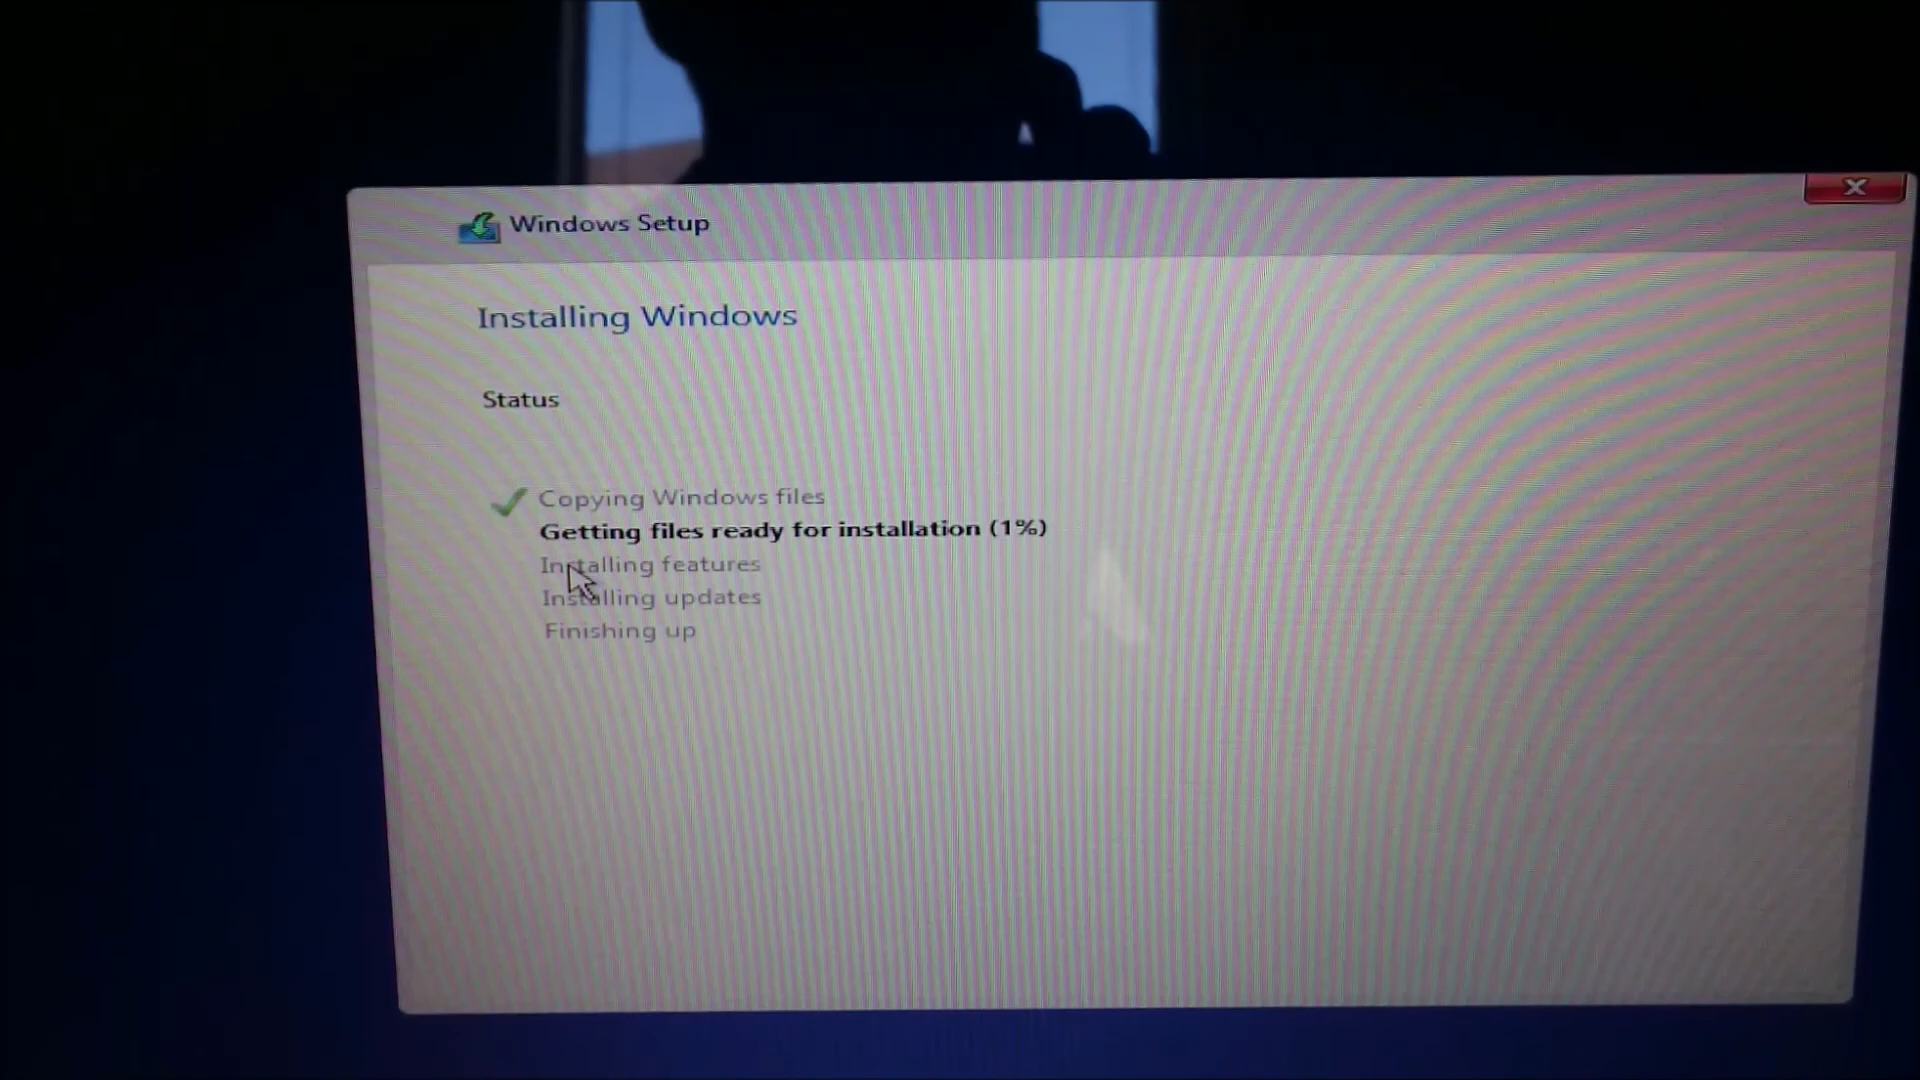 Windows Setup
Installing Windows
Status
Copying Windows files
Getting files ready for installation (1%)
Installing features
Installing updates
Finishing up